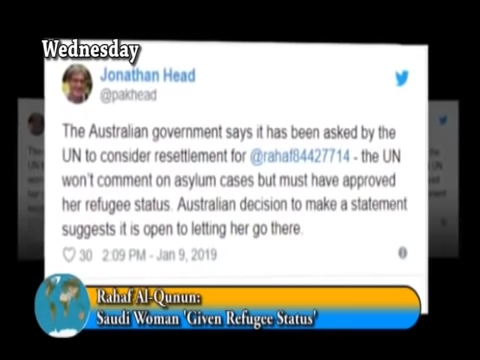 Wednesday
Jonathan Head
@pakhead
The Australian government says it has been asked by the
UN to consider resettlement for @rahaf84427714 - the UN
won't comment on asylum cases but must have approved
her refugee status. Australian decision to make a statement
suggests it is open to letting her go there.
30 2:09 PM - Jan 9, 2019
Rahaf Al-Qunun:
Saudi Woman 'Given Refugee Status'